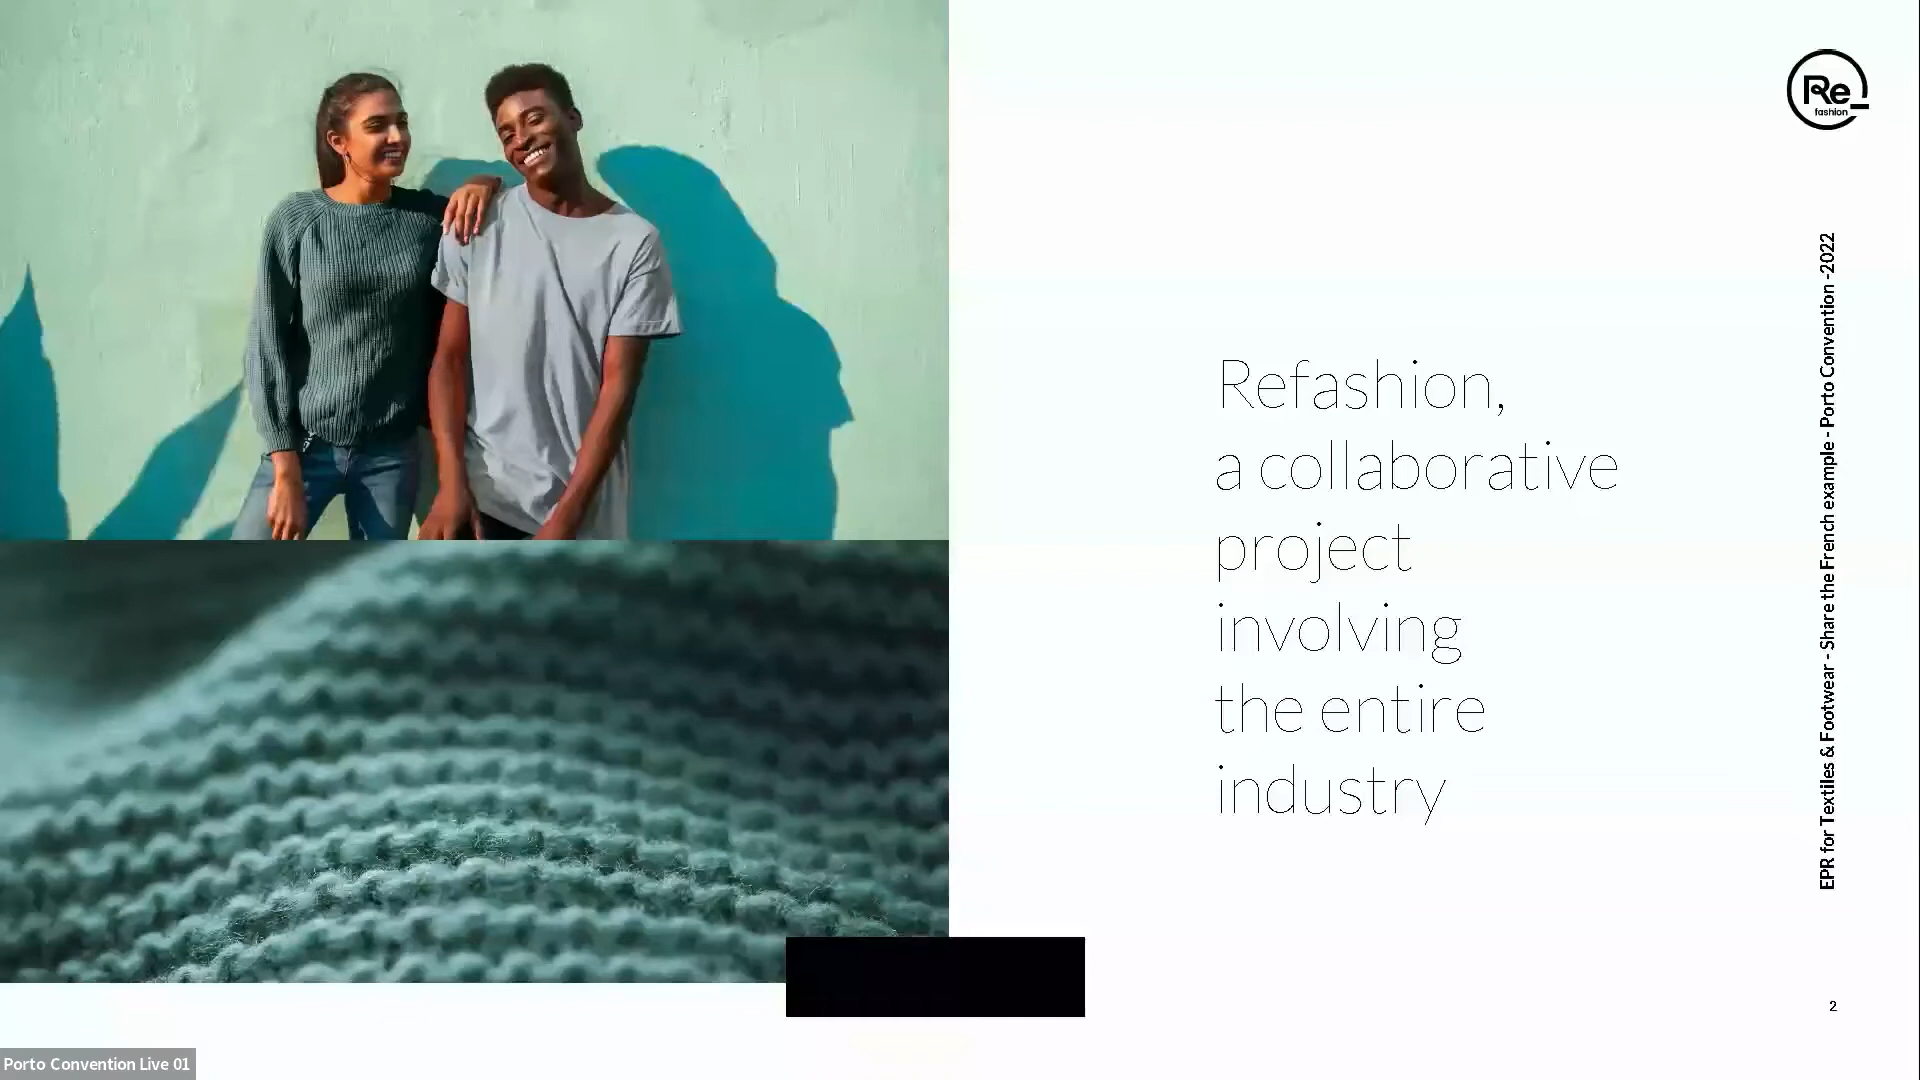 Re_
fashion
Refashion,
a collaborative
project
involving
the entire
industry
EPR for Textiles & Footwear - Share the French example - Porto Convention -2022
2
Porto Convention Live 01